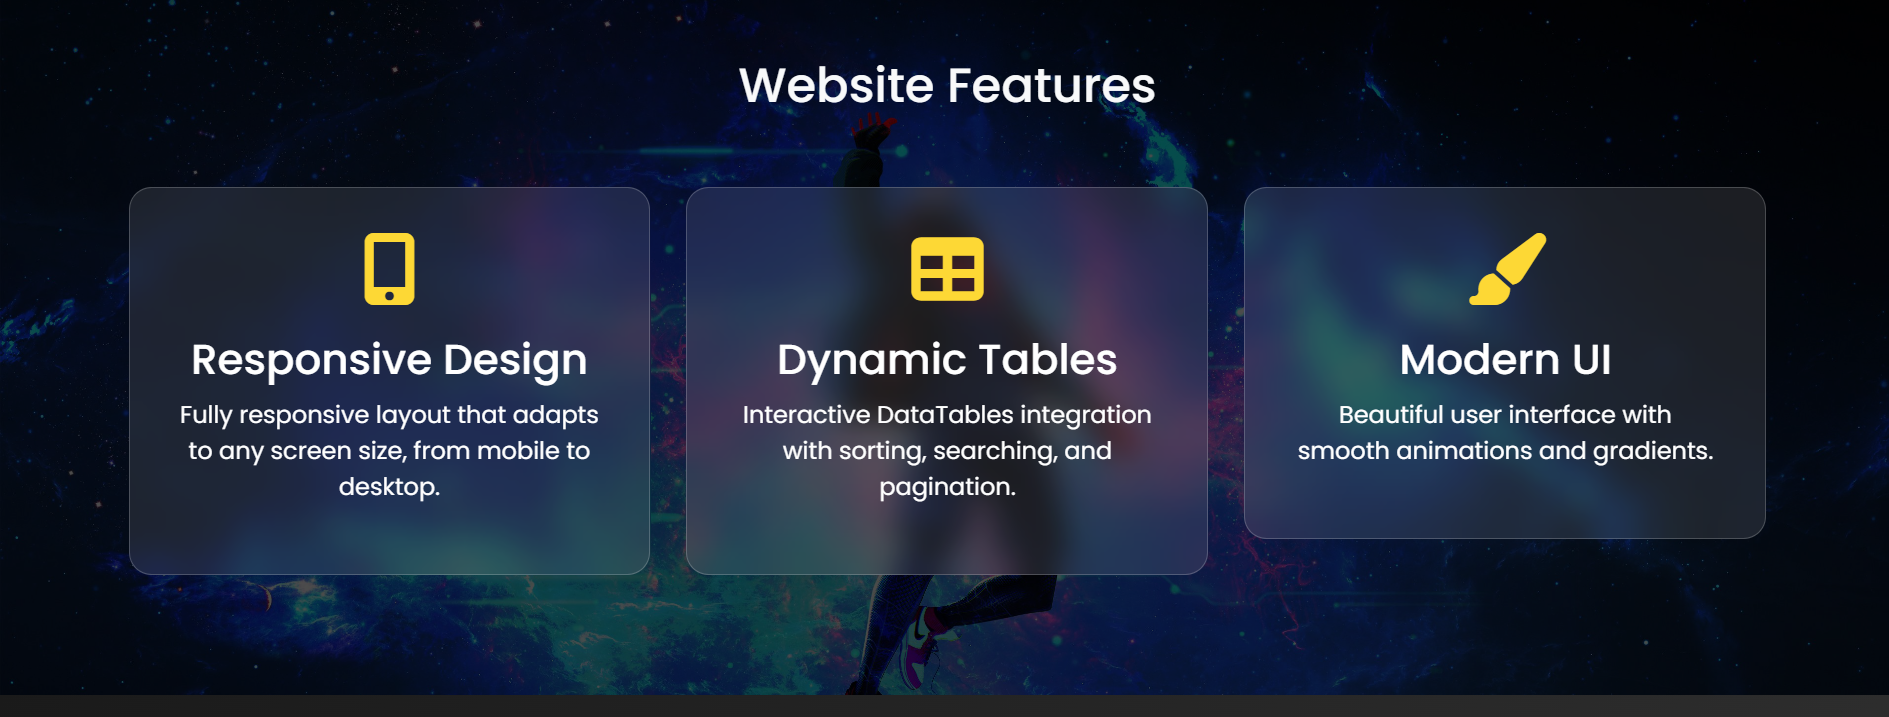 Website Features
Responsive Design
Fully responsive layout that adapts
to any screen size, from mobile to
desktop.
Dynamic Tables
Interactive DataTables integration
with sorting, searching, and
pagination.
Modern UI
Beautiful user interface with
smooth animations and gradients.